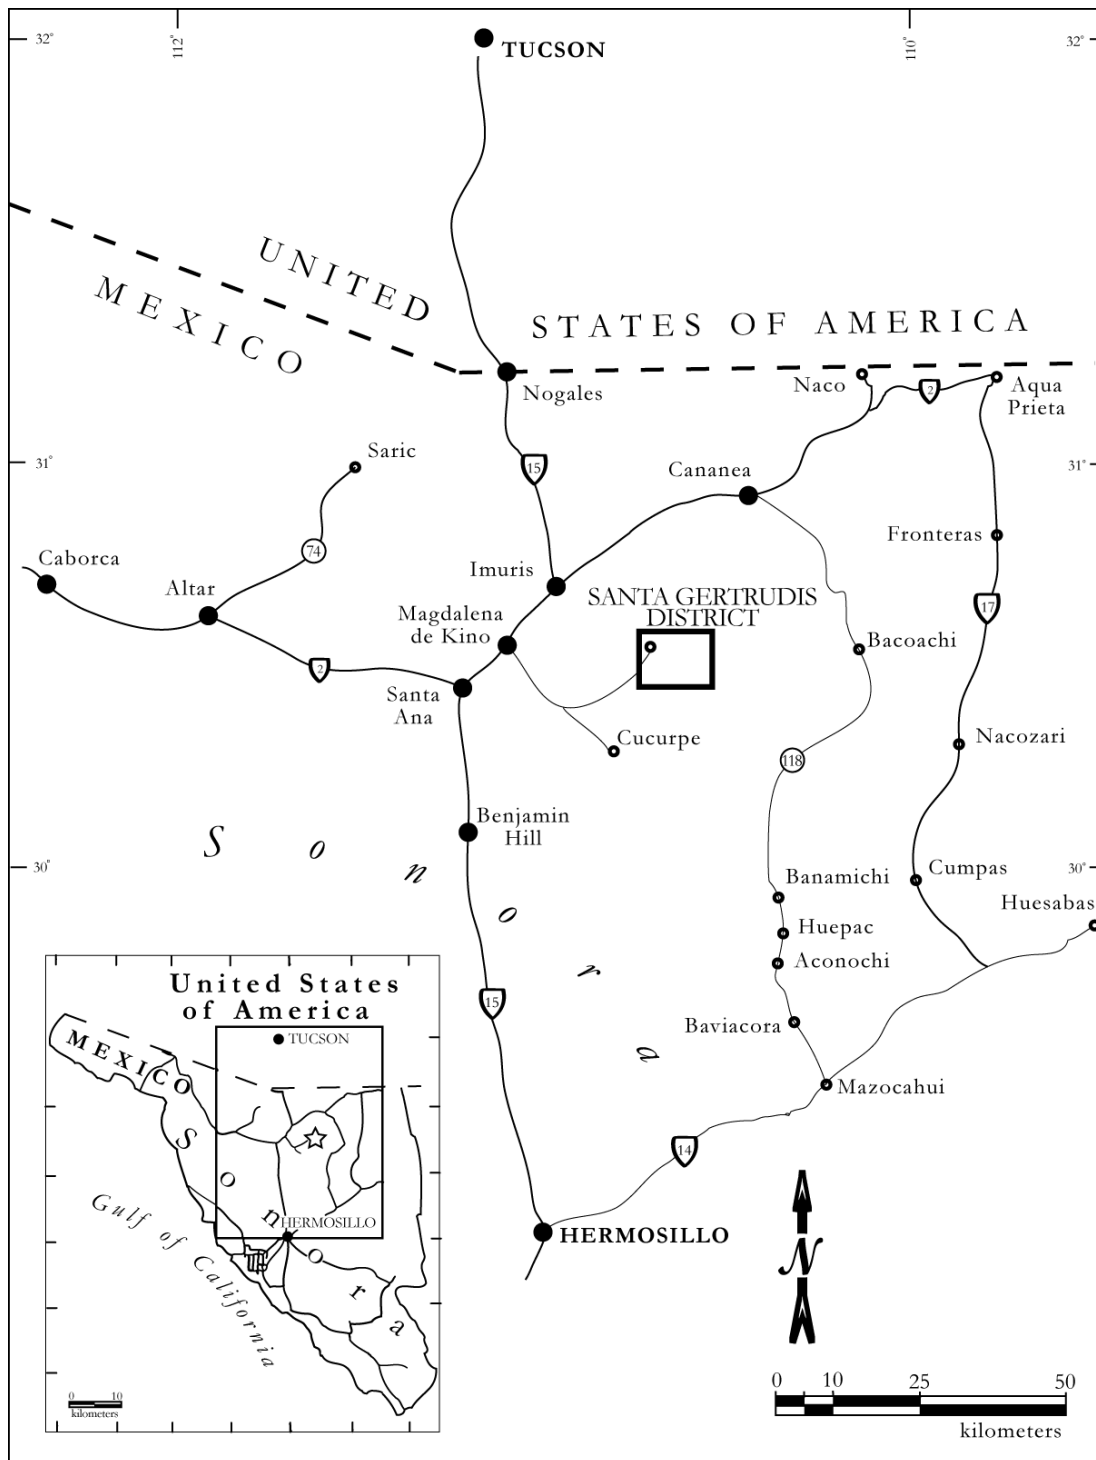 32°
112°
110°
32°
TUCSON
UNITED
STATES OF AMERICA
MEXICO
Nogales
Naco
2
Aqua
Prieta
Saric
31°
15
Cananea
31°
Fronteras
74
Caborca
Altar
Imuris
SANTA GERTRUDIS
DISTRICT
Magdalena
de Kino
17
Bacoachi
2
Santa
Ana
Cucurpe
Nacozari
118
Benjamin
Hill
Sonora
30°
Cumpas
30°
Banamichi
Huesabas
Huepac
Aconochi
15
Baviacora
Mazocahui
14
HERMOSILLO
N
United States
of America
TUCSON
MEXICO
Sonora
HERMOSILLO
Gulf of California
0 10
kilometers
0 10 25 50
kilometers